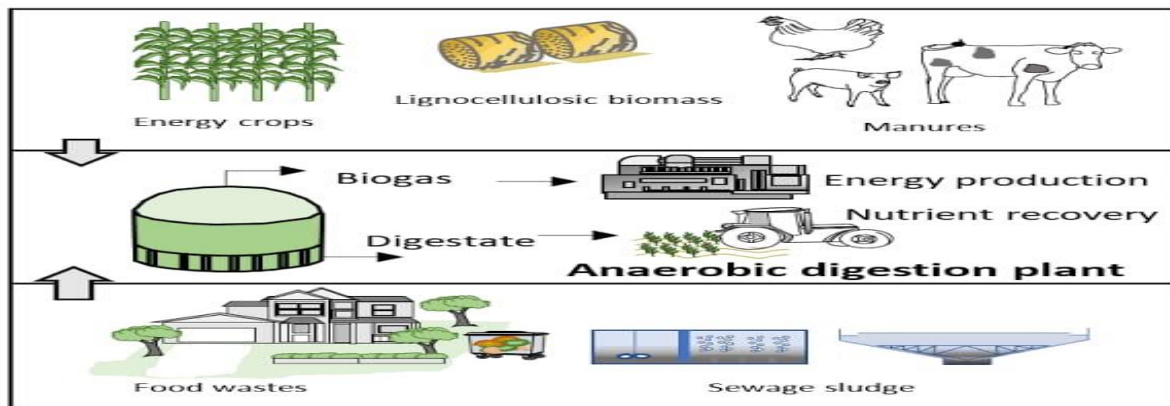 Energy crops
Lignocellulosic biomass
Manures
Biogas
Energy production
Digestate
Nutrient recovery
Anaerobic digestion plant
Food wastes
Sewage sludge